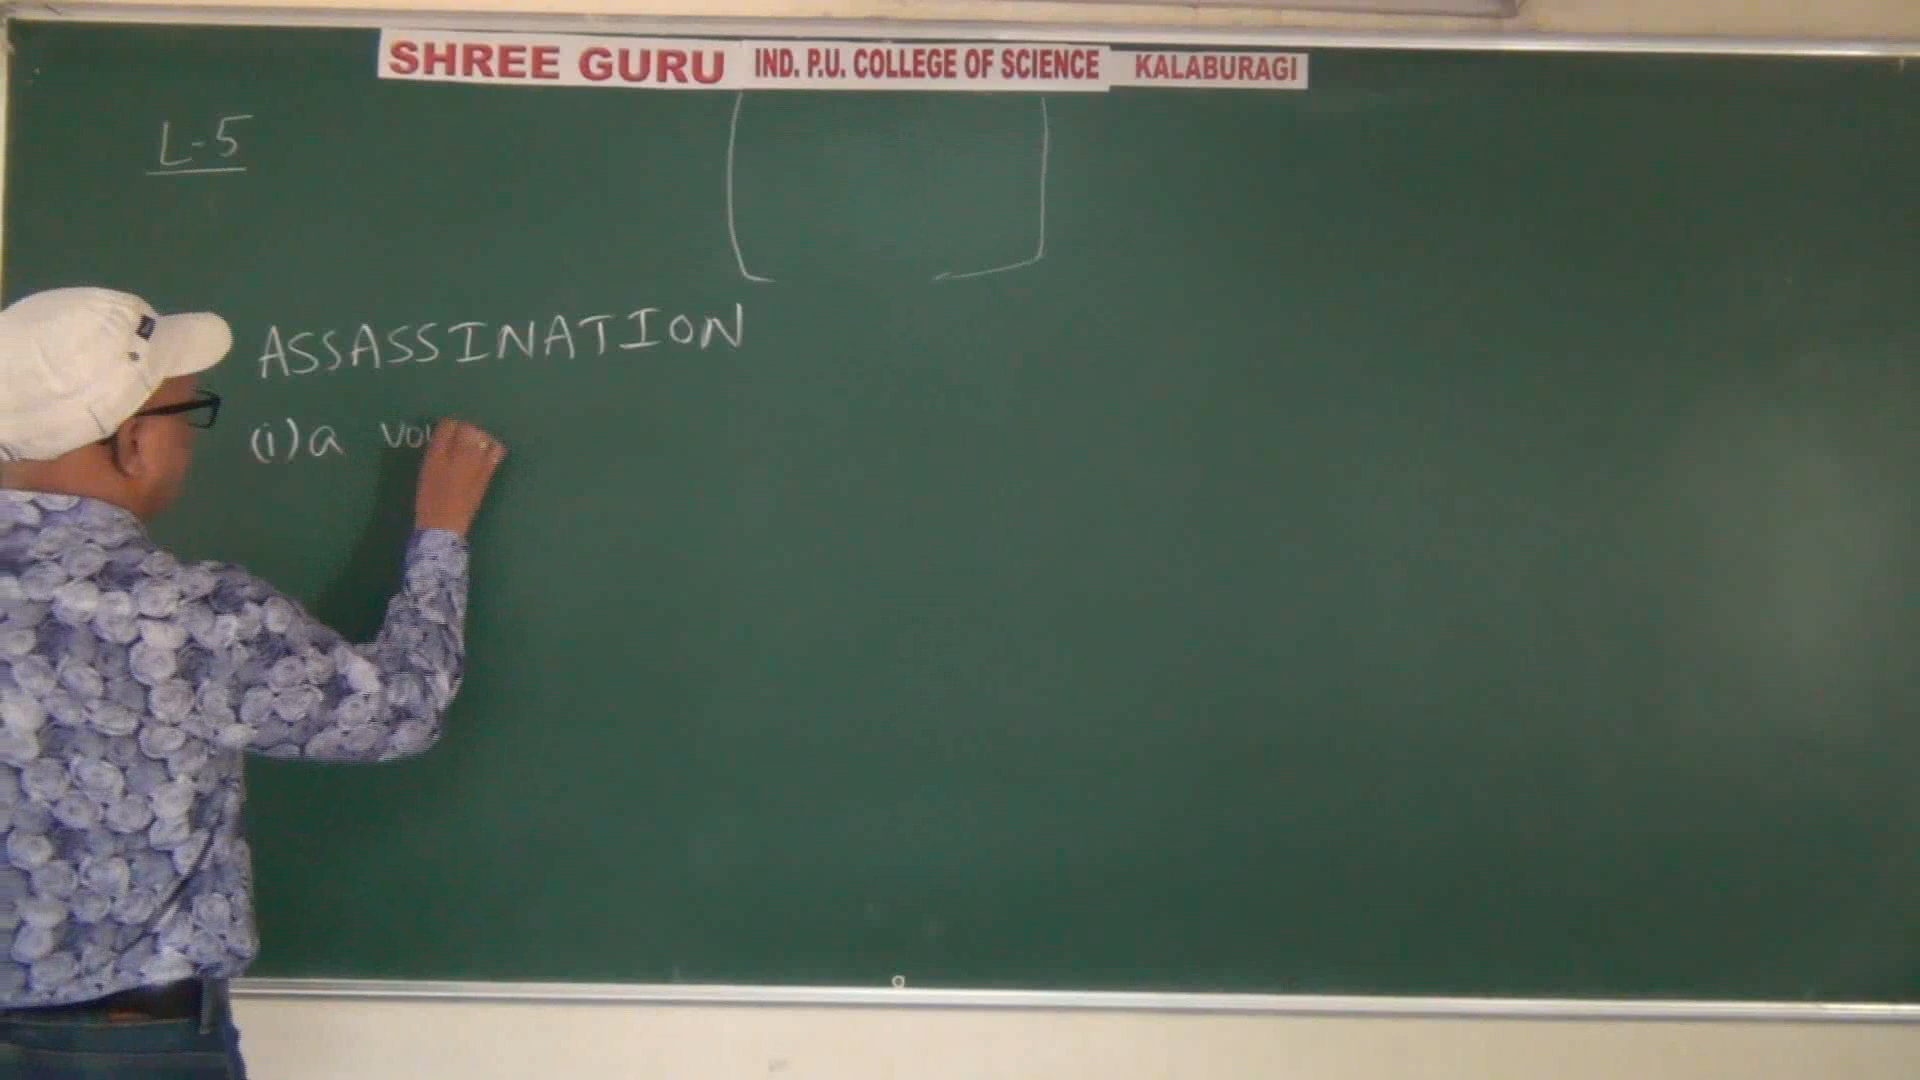 SHREE GURU IND. P.U. COLLEGE OF SCIENCE KALABURAGI
L-5
ASSASSINATION
(i) a